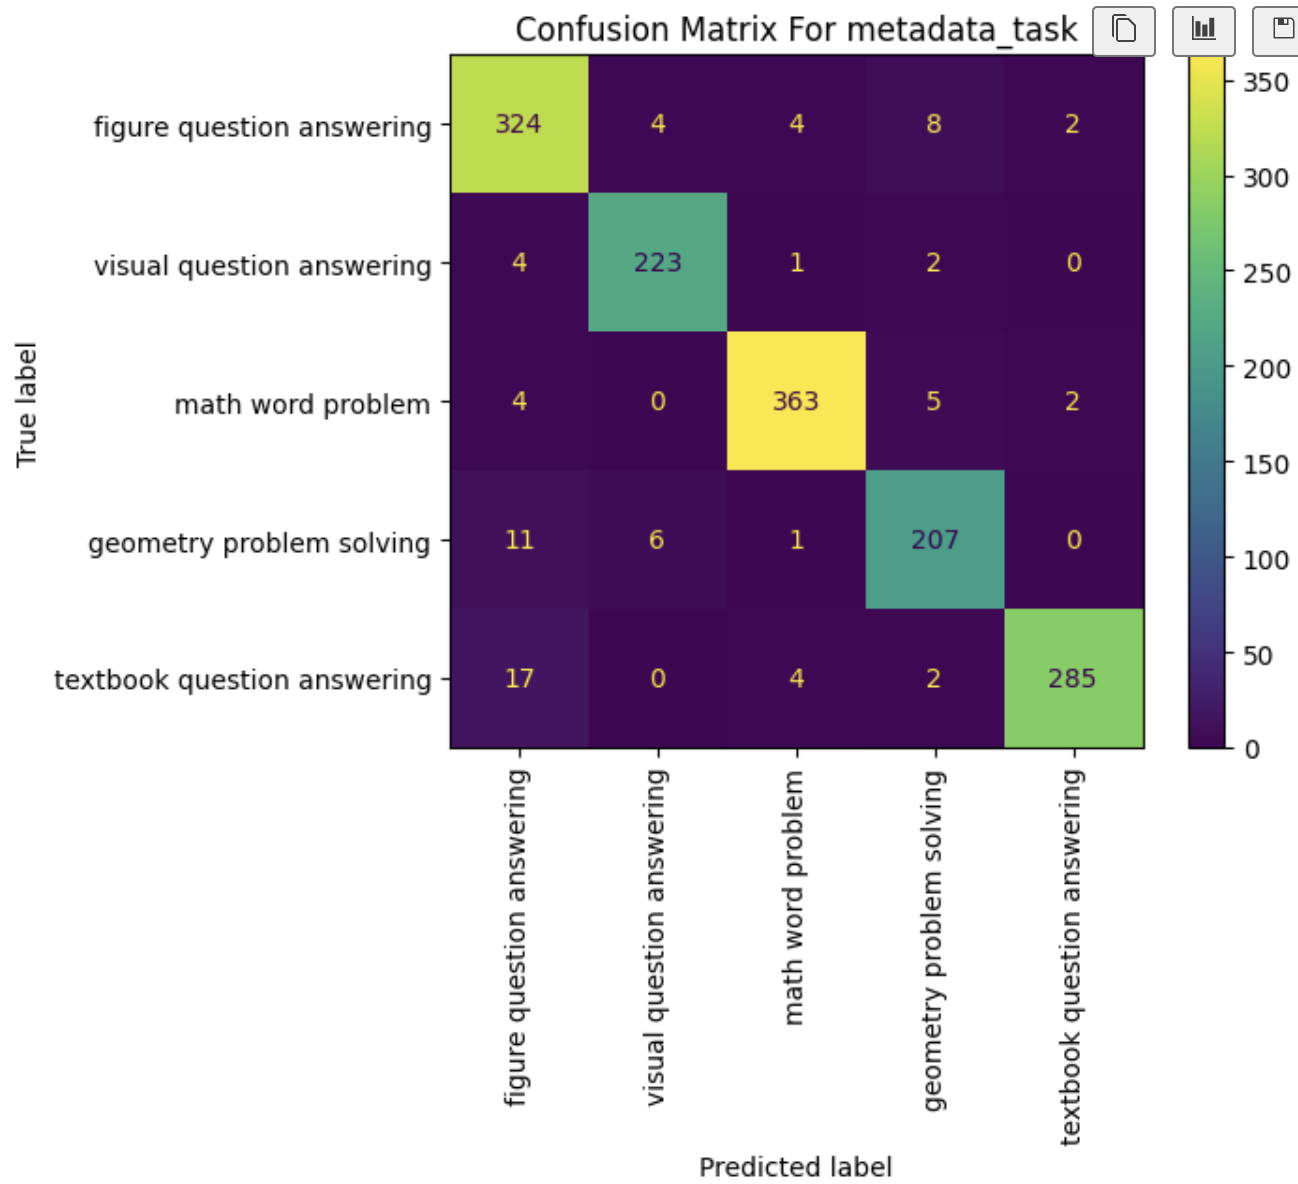 Confusion Matrix For metadata_task
figure question answering 324 4 4 8 2
visual question answering 4 223 1 2 0
math word problem 4 0 363 5 2
geometry problem solving 11 6 1 207 0
textbook question answering 17 0 4 2 285
True label
figure question answering
visual question answering
math word problem
geometry problem solving
textbook question answering
Predicted label
350
300
250
200
150
100
50
0